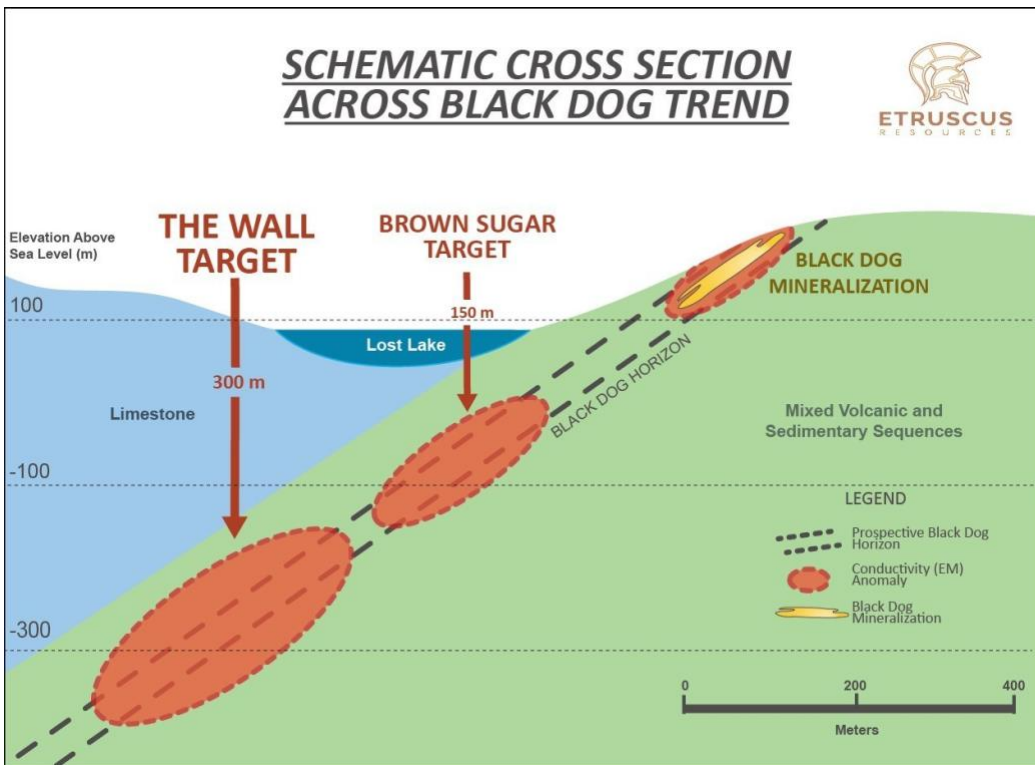 SCHEMATIC CROSS SECTION
ACROSS BLACK DOG TREND
ETRUSCUS
RESOURCES
Elevation Above
Sea Level (m)
THE WALL
TARGET
BROWN SUGAR
TARGET
BLACK DOG
MINERALIZATION
100
150 m
Lost Lake
300 m
Limestone
BLACK DOG HORIZON
Mixed Volcanic and
Sedimentary Sequences
-100
LEGEND
Prospective Black Dog
Horizon
Conductivity (EM)
Anomaly
Black Dog
Mineralization
-300
0
200
400
Meters